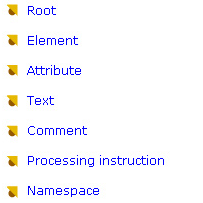 Root
Element
Attribute
Text
Comment
Processing instruction
Namespace